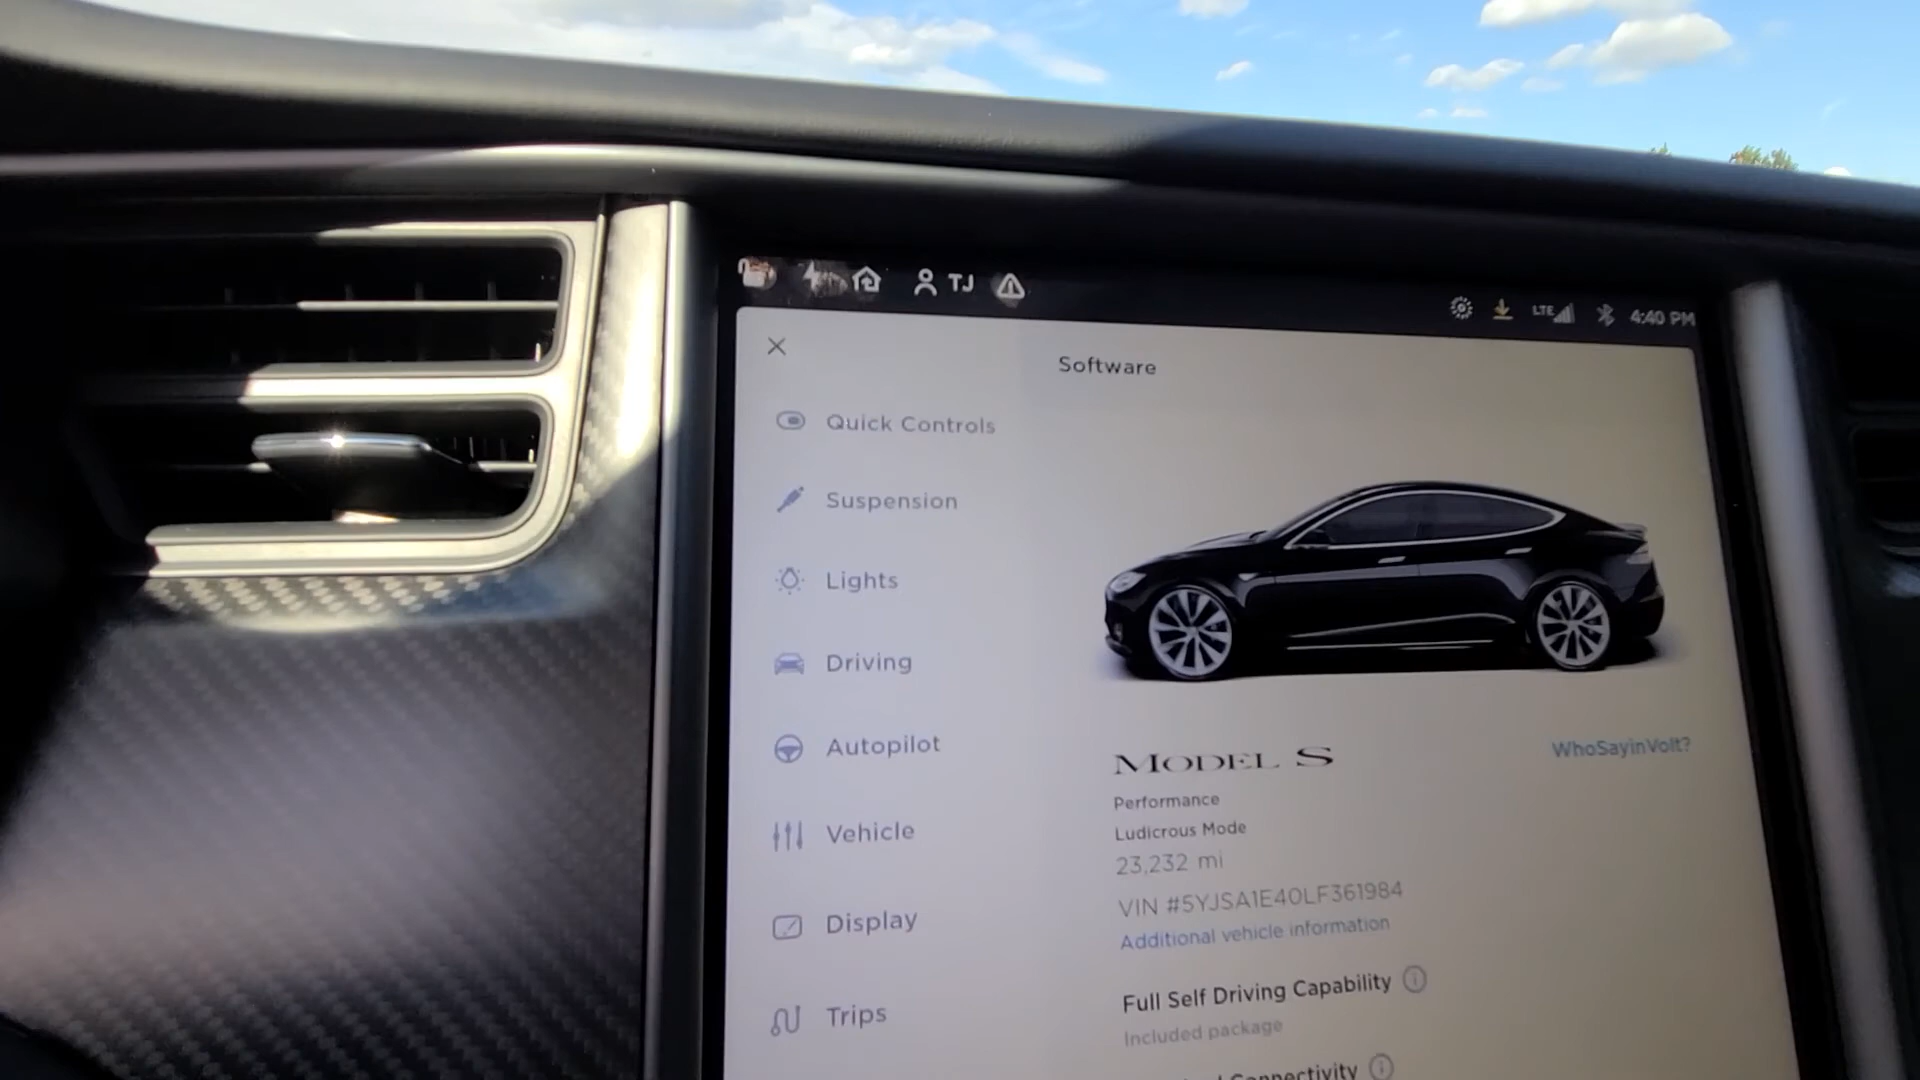 TJ
LTE 4:40 PM
Software
Quick Controls
Suspension
Lights
Driving
Autopilot
Vehicle
Display
Trips
MODEL S
WhoSayinVolt?
Performance
Ludicrous Mode
23,232 mi
VIN #5YJSA1E40LF361984
Additional vehicle information
Full Self Driving Capability
Included package
Connectivity